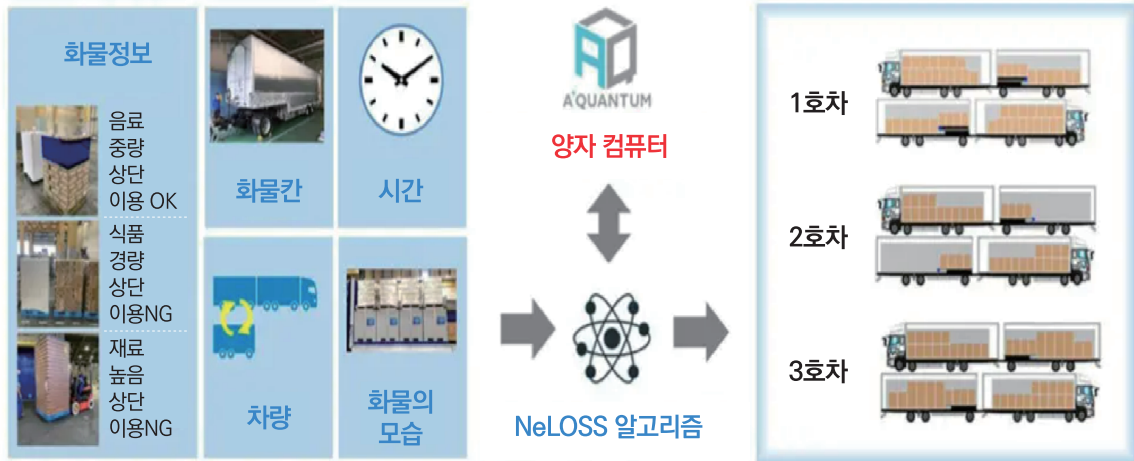 화물정보
음료
중량
상단
이용 OK
식품
경량
상단
이용NG
재료
높음
상단
이용NG
화물칸
시간
차량
화물의
모습
AQ
A*QUANTUM
양자 컴퓨터
NeLOSS 알고리즘
1호차
2호차
3호차